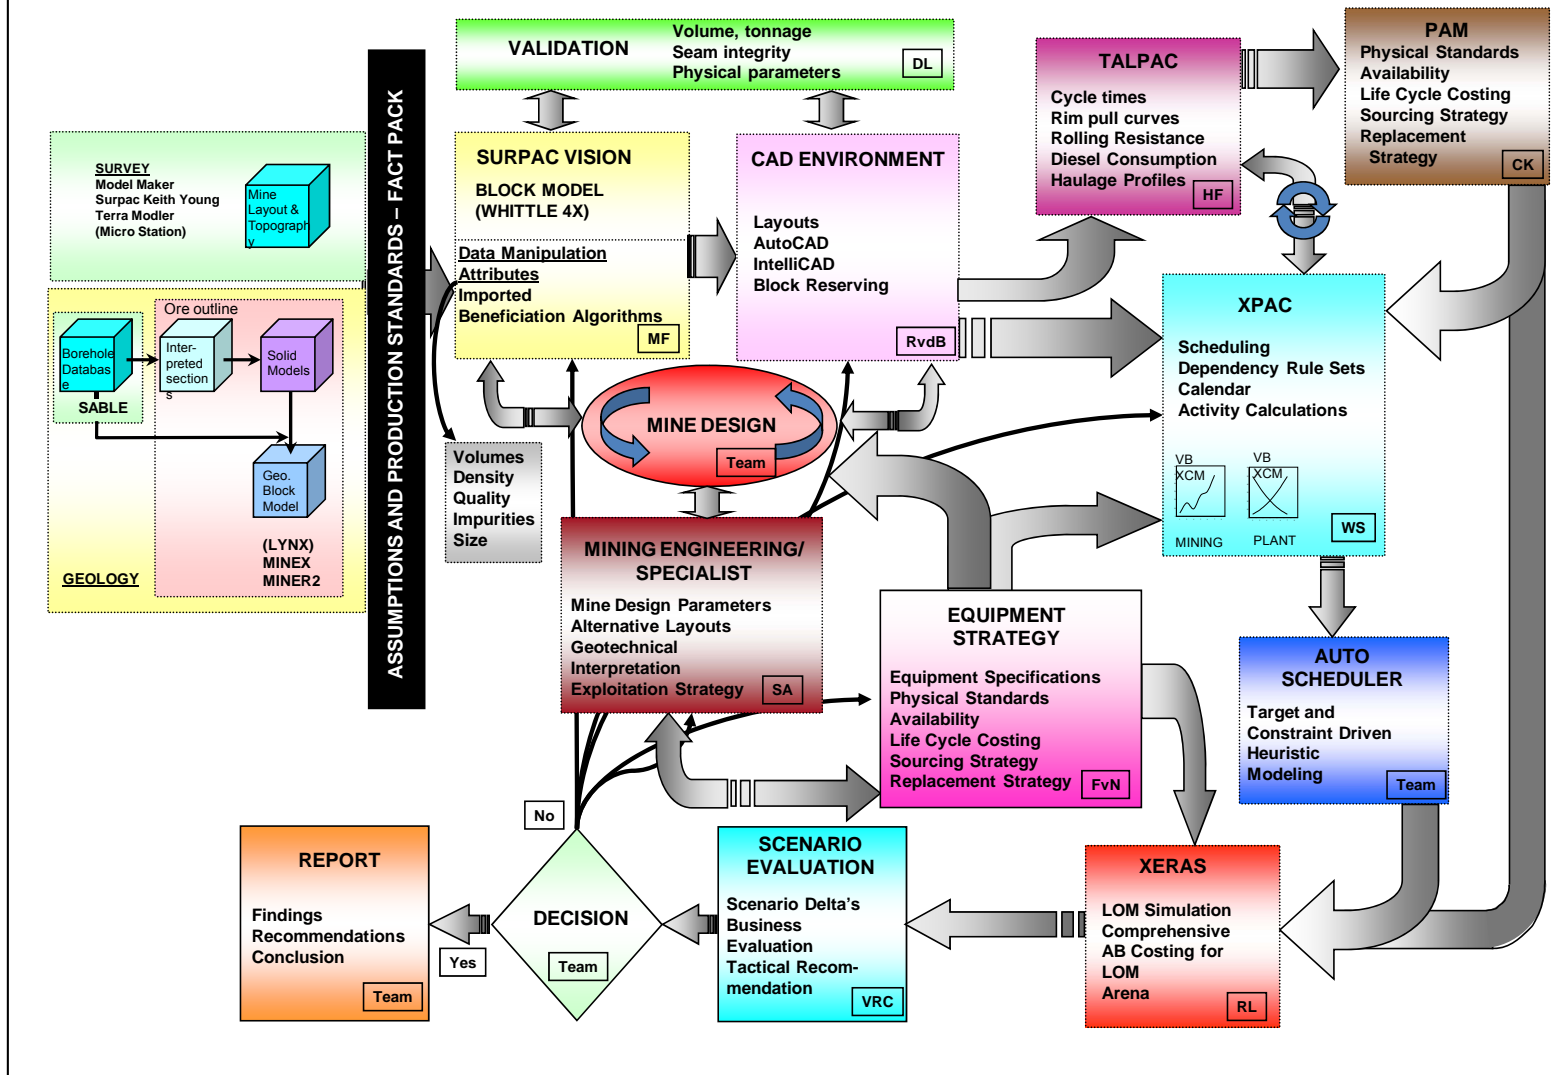 SURVEY
Model Maker
Surpac Keith Young
Terra Modler
(Micro Station)
Mine
Layout &
Topograph
y
Ore outline
Borehole
Databas
e
SABLE
Inter-
preted
section
s
Solid
Models
Geo.
Block
Model
(LYNX)
MINEX
MINER2
GEOLOGY
ASSUMPTIONS AND PRODUCTION STANDARDS – FACT PACK
VALIDATION
Volume, tonnage
Seam integrity
Physical parameters
DL
SURPAC VISION
BLOCK MODEL
(WHITTLE 4X)
Data Manipulation
Attributes
Imported
Beneficiation Algorithms
MF
CAD ENVIRONMENT
Layouts
AutoCAD
IntelliCAD
Block Reserving
RvdB
TALPAC
Cycle times
Rim pull curves
Rolling Resistance
Diesel Consumption
Haulage Profiles
HF
PAM
Physical Standards
Availability
Life Cycle Costing
Sourcing Strategy
Replacement
Strategy
CK
Volumes
Density
Quality
Impurities
Size
MINE DESIGN
Team
XPAC
Scheduling
Dependency Rule Sets
Calendar
Activity Calculations
VB
XCM
VB
XCM
MINING
PLANT
WS
MINING ENGINEERING/
SPECIALIST
Mine Design Parameters
Alternative Layouts
Geotechnical
Interpretation
Exploitation Strategy
SA
EQUIPMENT
STRATEGY
Equipment Specifications
Physical Standards
Availability
Life Cycle Costing
Sourcing Strategy
Replacement Strategy
FvN
AUTO
SCHEDULER
Target and
Constraint Driven
Heuristic
Modeling
Team
REPORT
Findings
Recommendations
Conclusion
Team
No
Yes
DECISION
Team
SCENARIO
EVALUATION
Scenario Delta's
Business
Evaluation
Tactical Recom-
mendation
VRC
XERAS
LOM Simulation
Comprehensive
AB Costing for
LOM
Arena
RL